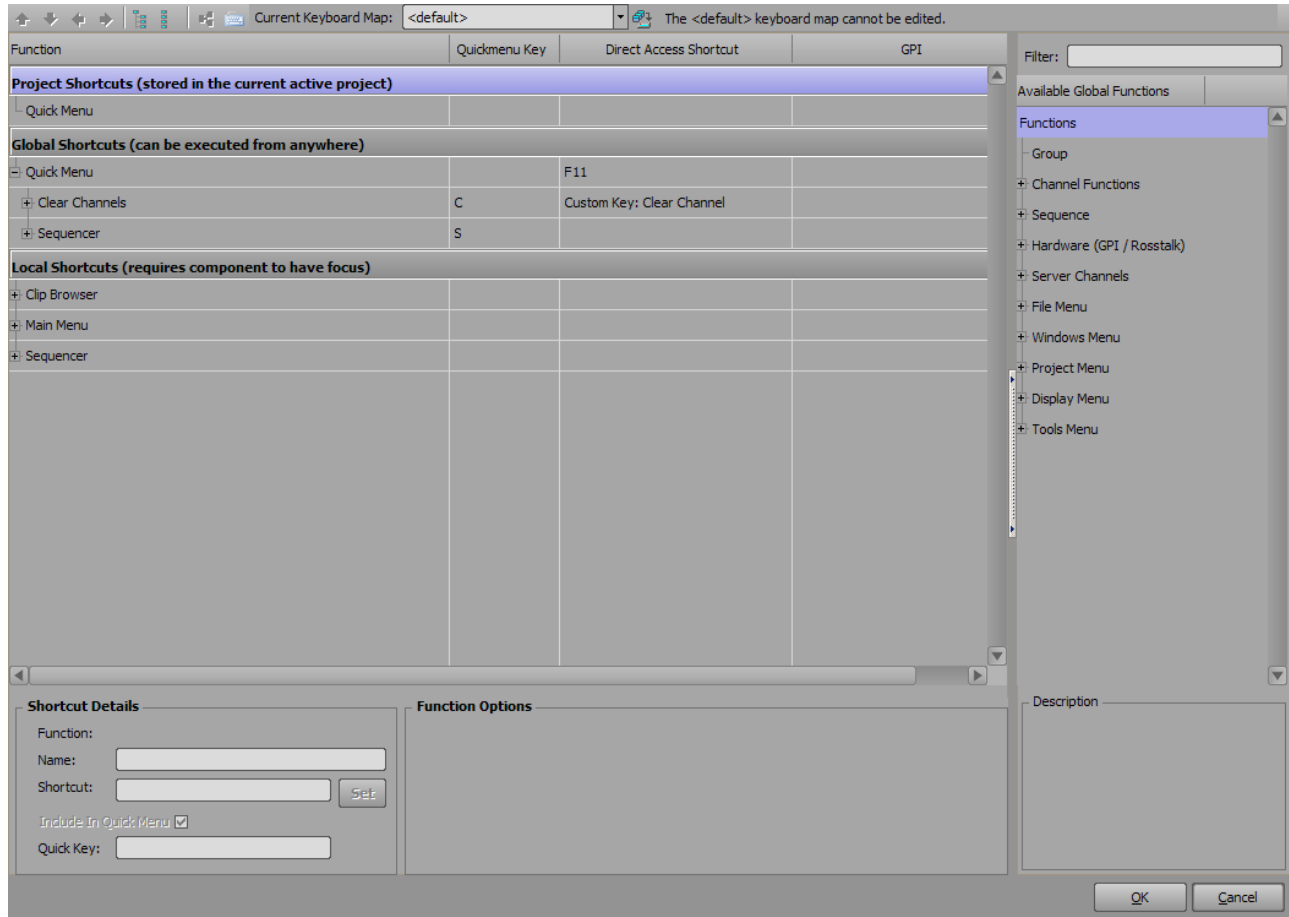 Current Keyboard Map: <default> The <default> keyboard map cannot be edited.
Function Quickmenu Key Direct Access Shortcut GPI
Project Shortcuts (stored in the current active project)
Quick Menu
Global Shortcuts (can be executed from anywhere)
Quick Menu F11
Clear Channels C Custom Key: Clear Channel
Sequencer S
Local Shortcuts (requires component to have focus)
Clip Browser
Main Menu
Sequencer
Filter:
Available Global Functions
Functions
Group
Channel Functions
Sequence
Hardware (GPI / Rosstalk)
Server Channels
File Menu
Windows Menu
Project Menu
Display Menu
Tools Menu
Shortcut Details
Function:
Name:
Shortcut: Set
Include In Quick Menu
Quick Key:
Function Options
Description
OK Cancel